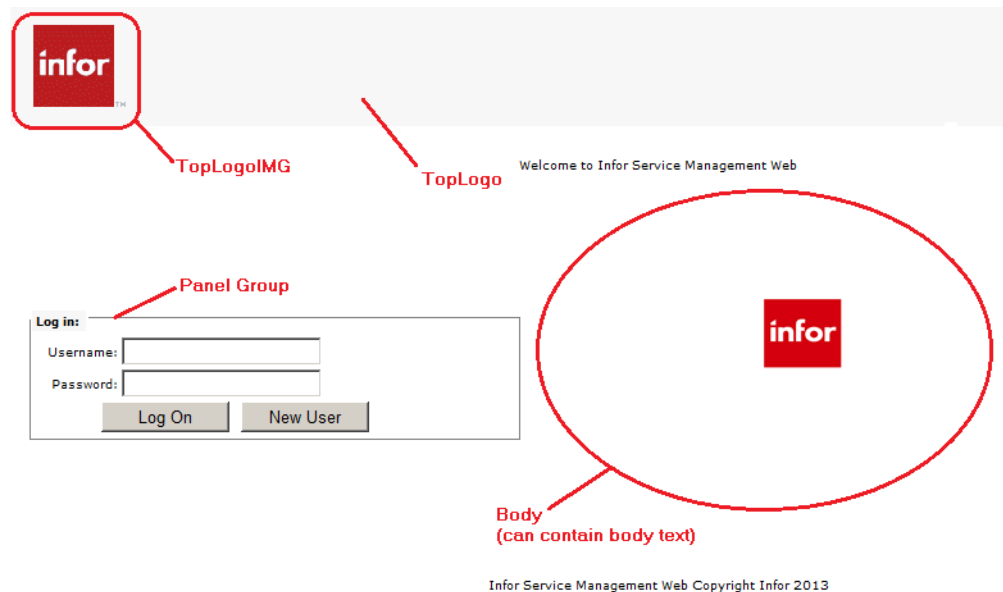 infor
TM
TopLogoIMG
TopLogo
Welcome to Infor Service Management Web
Panel Group
Log in:
Username:
Password:
Log On New User
infor
Body
(can contain body text)
Infor Service Management Web Copyright Infor 2013